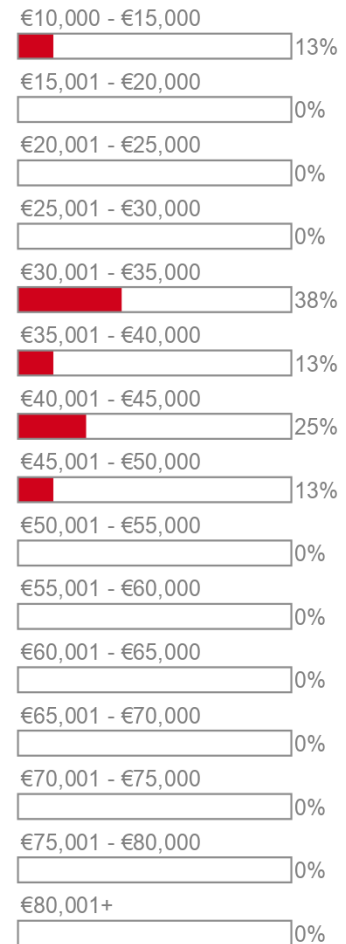 €10,000 - €15,000
13%
€15,001 - €20,000
0%
€20,001 - €25,000
0%
€25,001 - €30,000
0%
€30,001 - €35,000
38%
€35,001 - €40,000
13%
€40,001 - €45,000
25%
€45,001 - €50,000
13%
€50,001 - €55,000
0%
€55,001 - €60,000
0%
€60,001 - €65,000
0%
€65,001 - €70,000
0%
€70,001 - €75,000
0%
€75,001 - €80,000
0%
€80,001+
0%